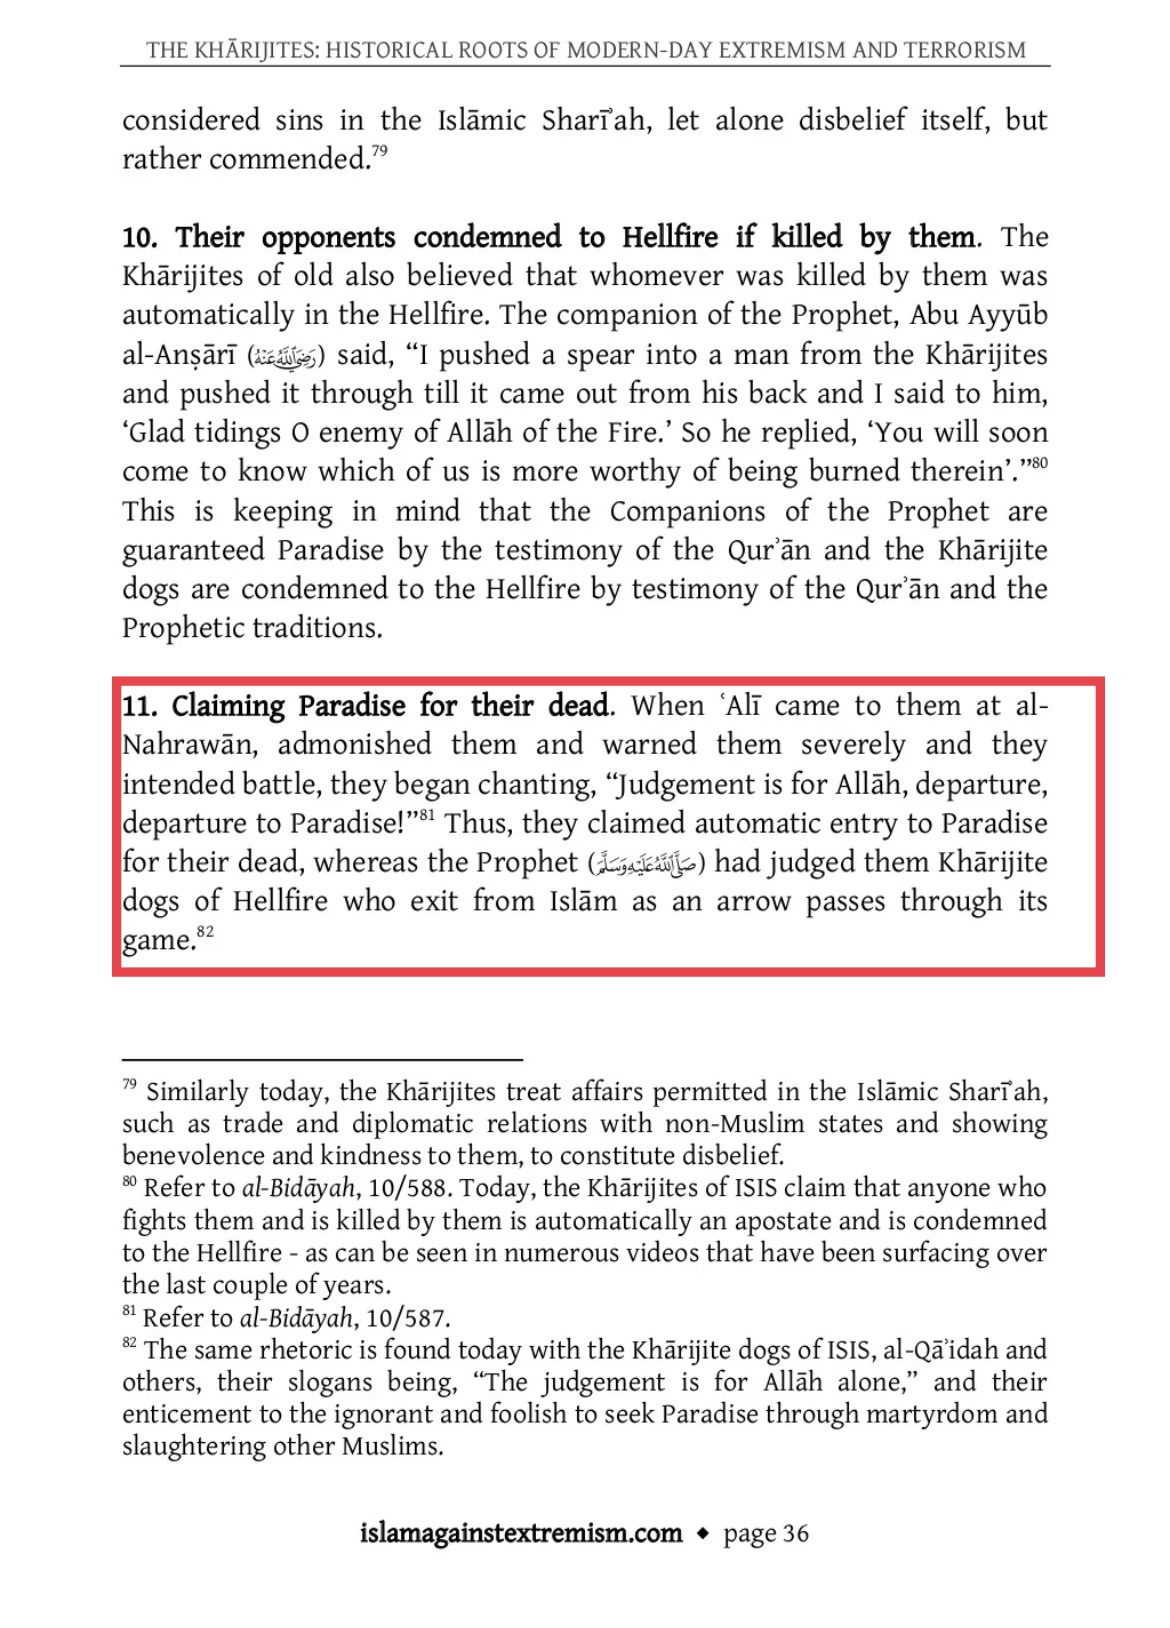 THE KHĀRIJITES: HISTORICAL ROOTS OF MODERN-DAY EXTREMISM AND TERRORISM
considered sins in the Islāmic Sharīʾah, let alone disbelief itself, but
rather commended.⁷⁹
10. Their opponents condemned to Hellfire if killed by them. The
Khārijites of old also believed that whomever was killed by them was
automatically in the Hellfire. The companion of the Prophet, Abu Ayyūb
al-Anṣārī (رَضِيَ اللَّهُ عَنْهُ) said, “I pushed a spear into a man from the Khārijites
and pushed it through till it came out from his back and I said to him,
‘Glad tidings O enemy of Allāh of the Fire.’ So he replied, ‘You will soon
come to know which of us is more worthy of being burned therein’.”⁸⁰
This is keeping in mind that the Companions of the Prophet are
guaranteed Paradise by the testimony of the Qurʾān and the Khārijite
dogs are condemned to the Hellfire by testimony of the Qurʾān and the
Prophetic traditions.
11. Claiming Paradise for their dead. When ʿAlī came to them at al-
Nahrawān, admonished them and warned them severely and they
intended battle, they began chanting, “Judgement is for Allāh, departure,
departure to Paradise!”⁸¹ Thus, they claimed automatic entry to Paradise
for their dead, whereas the Prophet (صَلَّى اللَّهُ عَلَيْهِ وَسَلَّمَ) had judged them Khārijite
dogs of Hellfire who exit from Islām as an arrow passes through its
game.⁸²
⁷⁹ Similarly today, the Khārijites treat affairs permitted in the Islāmic Sharīʾah,
such as trade and diplomatic relations with non-Muslim states and showing
benevolence and kindness to them, to constitute disbelief.
⁸⁰ Refer to al-Bidāyah, 10/588. Today, the Khārijites of ISIS claim that anyone who
fights them and is killed by them is automatically an apostate and is condemned
to the Hellfire - as can be seen in numerous videos that have been surfacing over
the last couple of years.
⁸¹ Refer to al-Bidāyah, 10/587.
⁸² The same rhetoric is found today with the Khārijite dogs of ISIS, al-Qāʾidah and
others, their slogans being, “The judgement is for Allāh alone,” and their
enticement to the ignorant and foolish to seek Paradise through martyrdom and
slaughtering other Muslims.
islamagainstextremism.com ◆ page 36